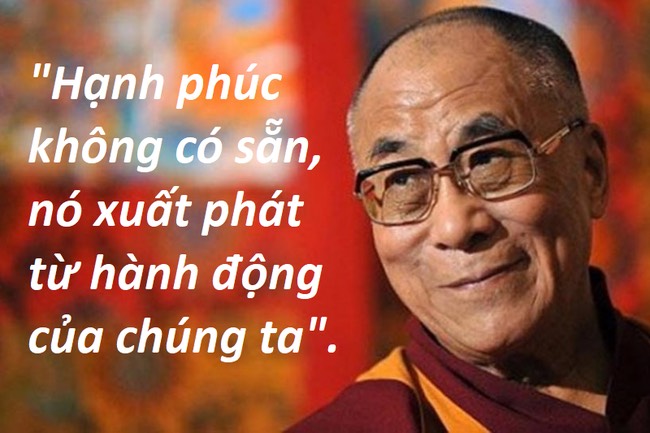 "Hạnh phúc
không có sẵn,
nó xuất phát
từ hành động
của chúng ta".